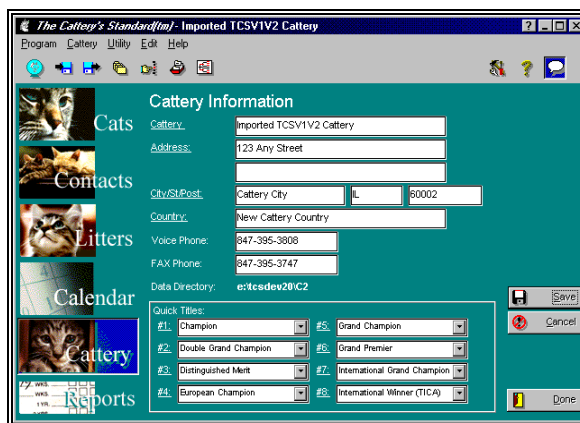 The Cattery's Standard(tm) - Imported TCSV1V2 Cattery
Program Cattery Utility Edit Help
Cattery Information
Cats
Contacts
Litters
Calendar
Cattery
Reports
Cattery: Imported TCSV1V2 Cattery
Address: 123 Any Street
City/St/Post: Cattery City IL 60002
Country: New Cattery Country
Voice Phone: 847-395-3808
FAX Phone: 847-395-3747
Data Directory: e:\tcsdev20\C2
Quick Titles:
#1: Champion #5: Grand Champion
#2: Double Grand Champion #6: Grand Premier
#3: Distinguished Merit #7: International Grand Champion
#4: European Champion #8: International Winner (TICA)
Save
Cancel
Done